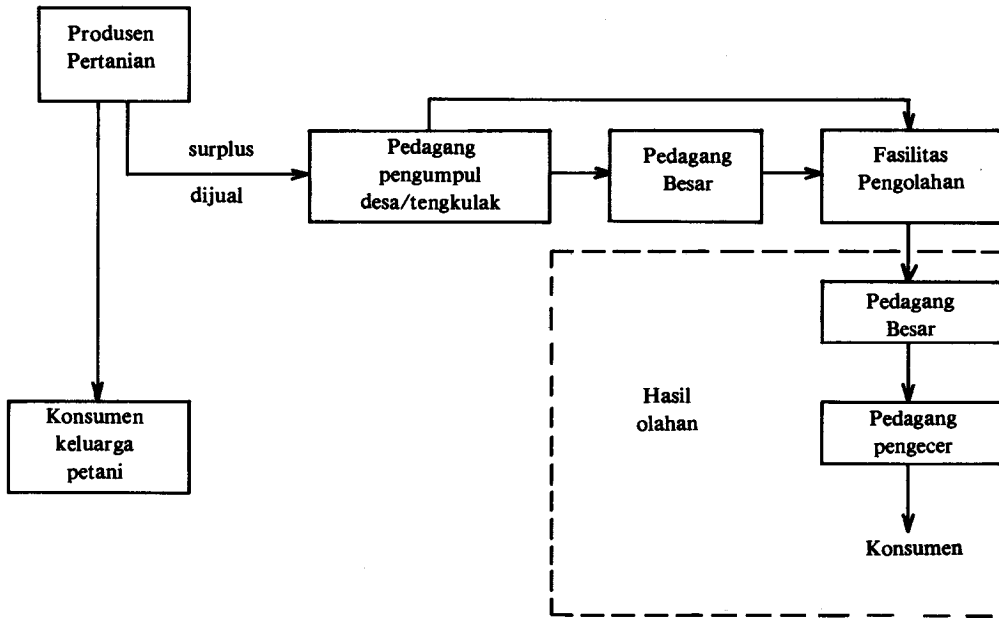 Produsen
Pertanian
surplus
dijual
Pedagang
pengumpul
desa/tengkulak
Pedagang
Besar
Fasilitas
Pengolahan
Pedagang
Besar
Hasil
olahan
Pedagang
pengecer
Konsumen
Konsumen
keluarga
petani